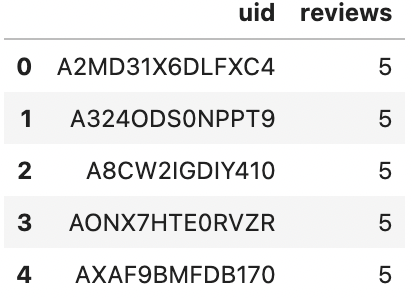 uid reviews
0 A2MD31X6DLFXC4 5
1 A324ODS0NPPT9 5
2 A8CW2IGDIY410 5
3 AONX7HTE0RVZR 5
4 AXAF9BMFDB170 5